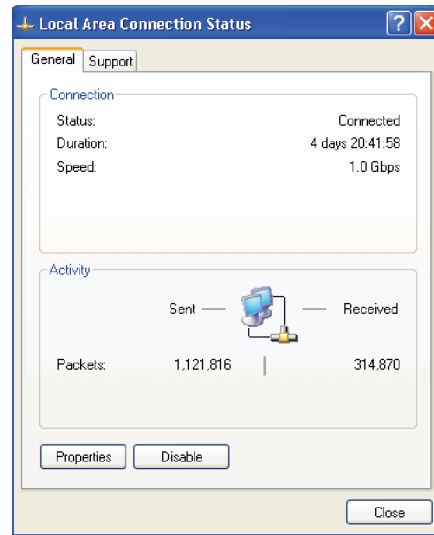 Local Area Connection Status
General Support
Connection
Status: Connected
Duration: 4 days 20:41:58
Speed: 1.0 Gbps
Activity
Sent — — Received
Packets: 1,121,816 | 314,870
Properties Disable
Close